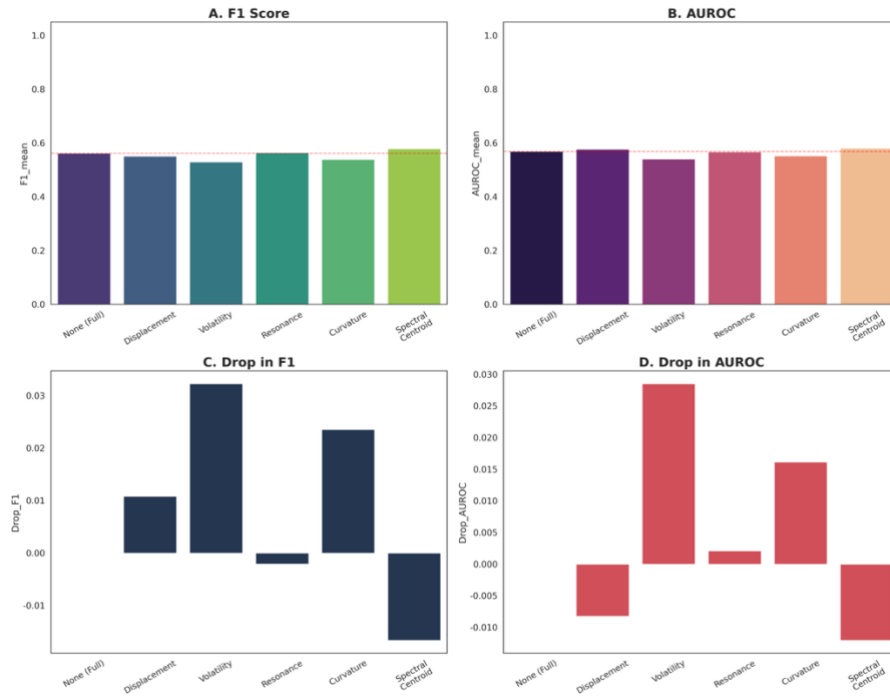 A. F1 Score
F1_mean
1.0
0.8
0.6
0.4
0.2
0.0
None (Full)
Displacement
Volatility
Resonance
Curvature
Spectral
Centroid
B. AUROC
AUROC_mean
1.0
0.8
0.6
0.4
0.2
0.0
None (Full)
Displacement
Volatility
Resonance
Curvature
Spectral
Centroid
C. Drop in F1
Drop_F1
0.03
0.02
0.01
0.00
-0.01
None (Full)
Displacement
Volatility
Resonance
Curvature
Spectral
Centroid
D. Drop in AUROC
Drop_AUROC
0.030
0.025
0.020
0.015
0.010
0.005
0.000
-0.005
-0.010
None (Full)
Displacement
Volatility
Resonance
Curvature
Spectral
Centroid